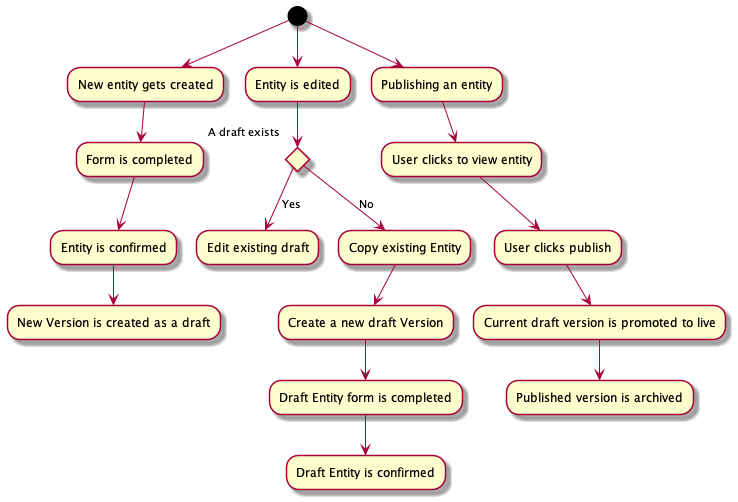 New entity gets created
Entity is edited
Publishing an entity
A draft exists
Form is completed
User clicks to view entity
Yes
No
Entity is confirmed
Edit existing draft
Copy existing Entity
User clicks publish
New Version is created as a draft
Create a new draft Version
Current draft version is promoted to live
Draft Entity form is completed
Published version is archived
Draft Entity is confirmed